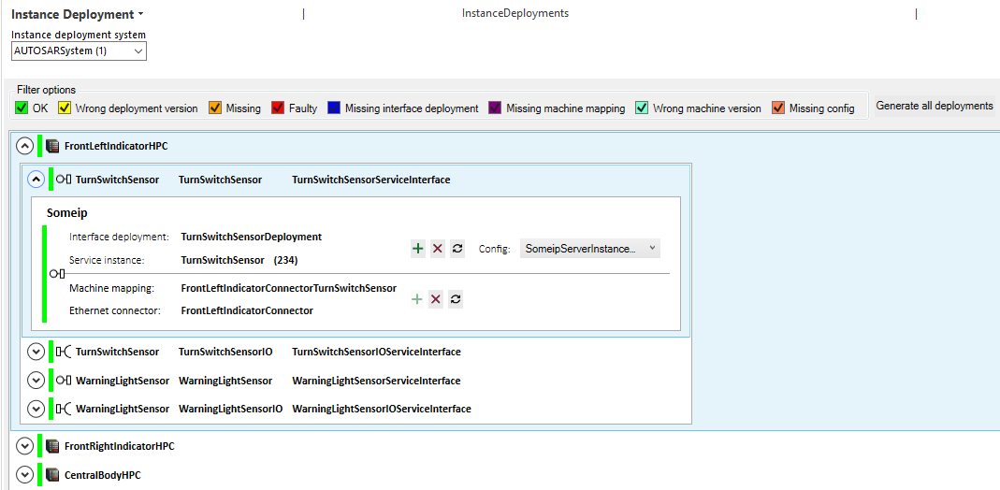 Instance Deployment
InstanceDeployments
Instance deployment system
AUTOSARSystem (1)
Filter options
OK Wrong deployment version Missing Faulty Missing interface deployment Missing machine mapping Wrong machine version Missing config Generate all deployments
FrontLeftIndicatorHPC
TurnSwitchSensor TurnSwitchSensor TurnSwitchSensorServiceInterface
Someip
Interface deployment: TurnSwitchSensorDeployment
Service instance: TurnSwitchSensor (234)
Config: SomeipServerInstance...
Machine mapping: FrontLeftIndicatorConnectorTurnSwitchSensor
Ethernet connector: FrontLeftIndicatorConnector
TurnSwitchSensor TurnSwitchSensorIO TurnSwitchSensorIOServiceInterface
WarningLightSensor WarningLightSensor WarningLightSensorServiceInterface
WarningLightSensor WarningLightSensorIO WarningLightSensorIOServiceInterface
FrontRightIndicatorHPC
CentralBodyHPC